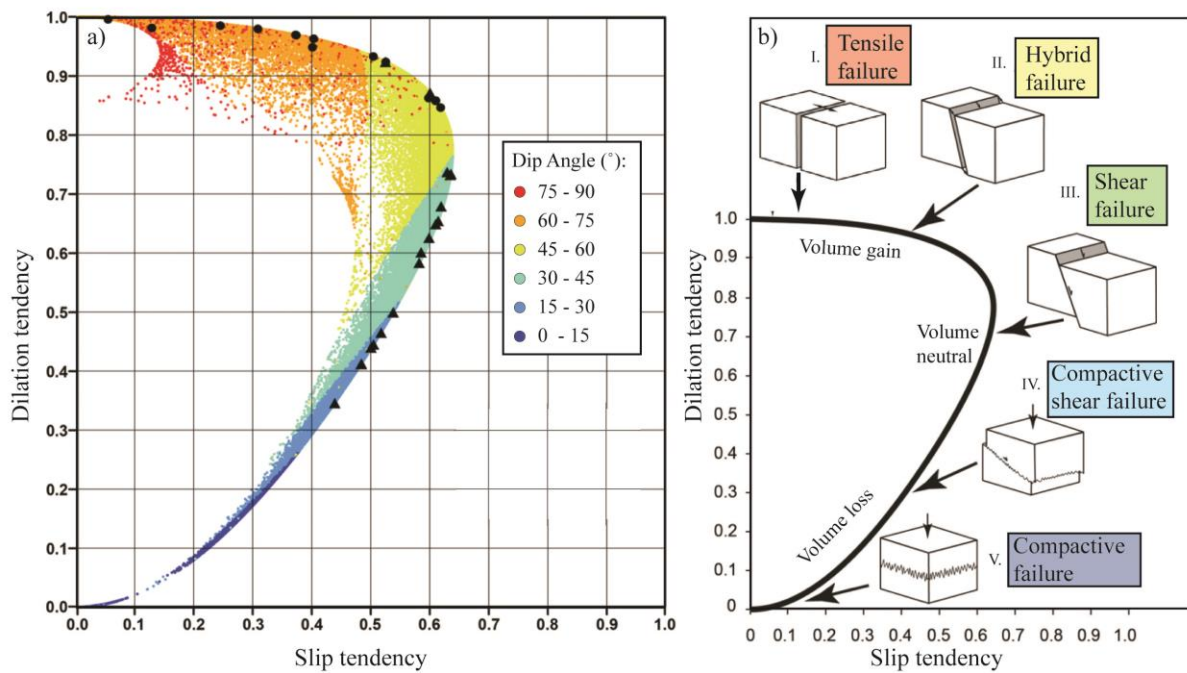 a)
1.0
0.9
0.8
0.7
0.6
0.5
0.4
0.3
0.2
0.1
0.0
Dilation tendency
0.0 0.1 0.2 0.3 0.4 0.5 0.6 0.7 0.8 0.9 1.0
Slip tendency
Dip Angle (°):
75 - 90
60 - 75
45 - 60
30 - 45
15 - 30
0 - 15
b)
I. Tensile
failure
II. Hybrid
failure
III. Shear
failure
IV. Compactive
shear failure
V. Compactive
failure
Volume gain
Volume
neutral
Volume loss
1.0
0.9
0.8
0.7
0.6
0.5
0.4
0.3
0.2
0.1
0
Dilation tendency
0 0.1 0.2 0.3 0.4 0.5 0.6 0.7 0.8 0.9 1.0
Slip tendency